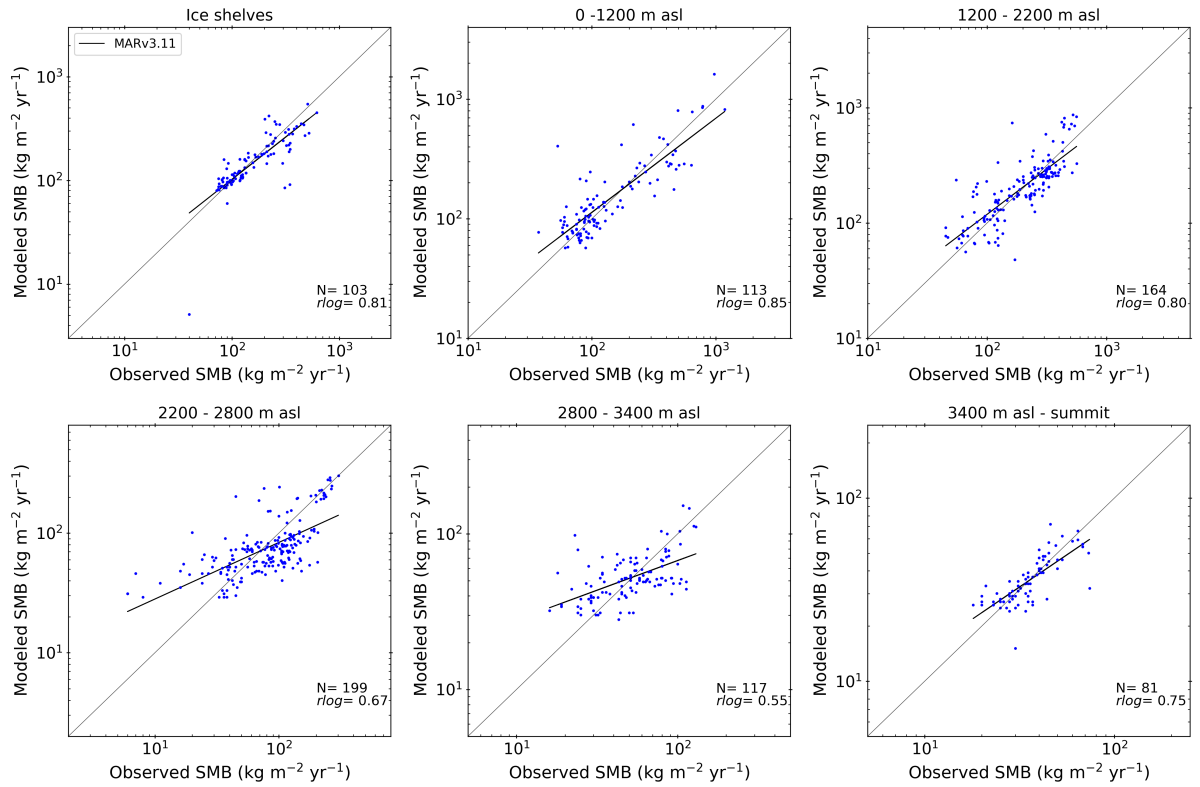 Ice shelves
MARv3.11
10³
10²
10¹
Modeled SMB (kg m⁻² yr⁻¹)
N= 103
rlog= 0.81
10¹ 10² 10³
Observed SMB (kg m⁻² yr⁻¹)
0 -1200 m asl
10³
10²
10¹
Modeled SMB (kg m⁻² yr⁻¹)
N= 113
rlog= 0.85
10¹ 10² 10³
Observed SMB (kg m⁻² yr⁻¹)
1200 - 2200 m asl
10³
10²
10¹
Modeled SMB (kg m⁻² yr⁻¹)
N= 164
rlog= 0.80
10¹ 10² 10³
Observed SMB (kg m⁻² yr⁻¹)
2200 - 2800 m asl
10²
10¹
Modeled SMB (kg m⁻² yr⁻¹)
N= 199
rlog= 0.67
10¹ 10²
Observed SMB (kg m⁻² yr⁻¹)
2800 - 3400 m asl
10²
10¹
Modeled SMB (kg m⁻² yr⁻¹)
N= 117
rlog= 0.55
10¹ 10²
Observed SMB (kg m⁻² yr⁻¹)
3400 m asl - summit
10²
10¹
Modeled SMB (kg m⁻² yr⁻¹)
N= 81
rlog= 0.75
10¹ 10²
Observed SMB (kg m⁻² yr⁻¹)